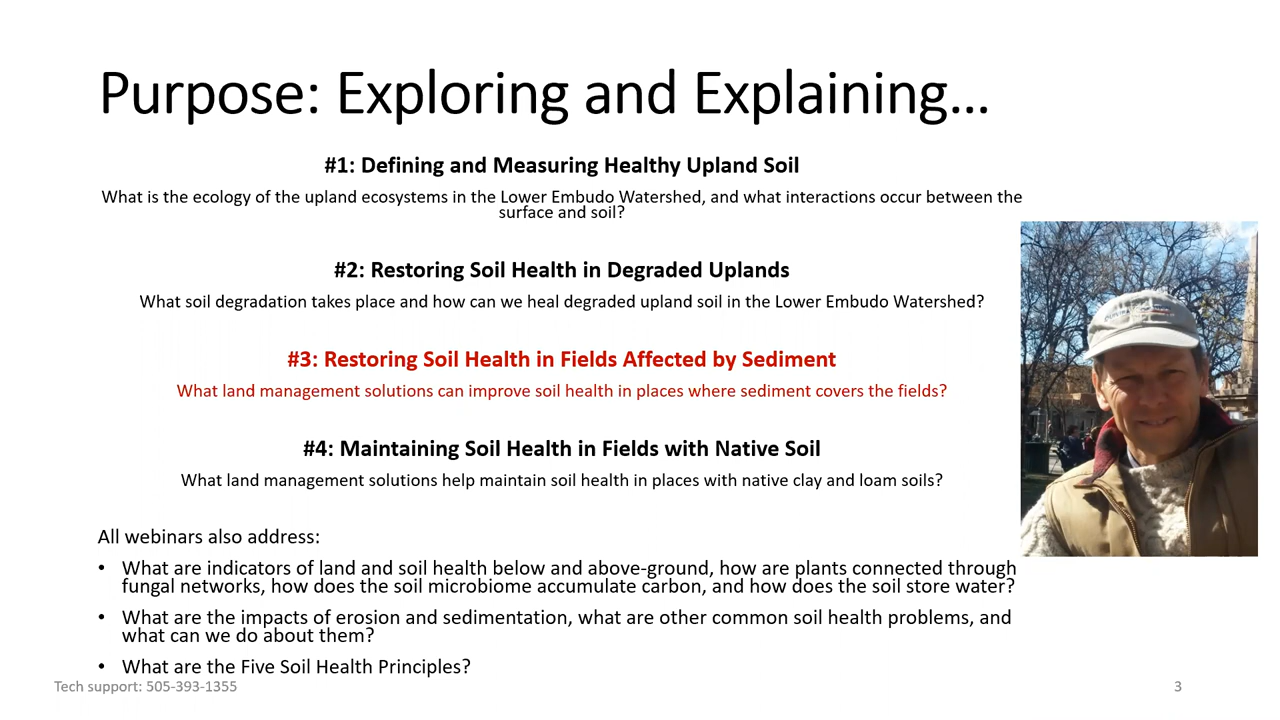 Purpose: Exploring and Explaining...
#1: Defining and Measuring Healthy Upland Soil
What is the ecology of the upland ecosystems in the Lower Embudo Watershed, and what interactions occur between the
surface and soil?
#2: Restoring Soil Health in Degraded Uplands
What soil degradation takes place and how can we heal degraded upland soil in the Lower Embudo Watershed?
#3: Restoring Soil Health in Fields Affected by Sediment
What land management solutions can improve soil health in places where sediment covers the fields?
#4: Maintaining Soil Health in Fields with Native Soil
What land management solutions help maintain soil health in places with native clay and loam soils?
All webinars also address:
• What are indicators of land and soil health below and above-ground, how are plants connected through
fungal networks, how does the soil microbiome accumulate carbon, and how does the soil store water?
• What are the impacts of erosion and sedimentation, what are other common soil health problems, and
what can we do about them?
• What are the Five Soil Health Principles?
Tech support: 505-393-1355
3